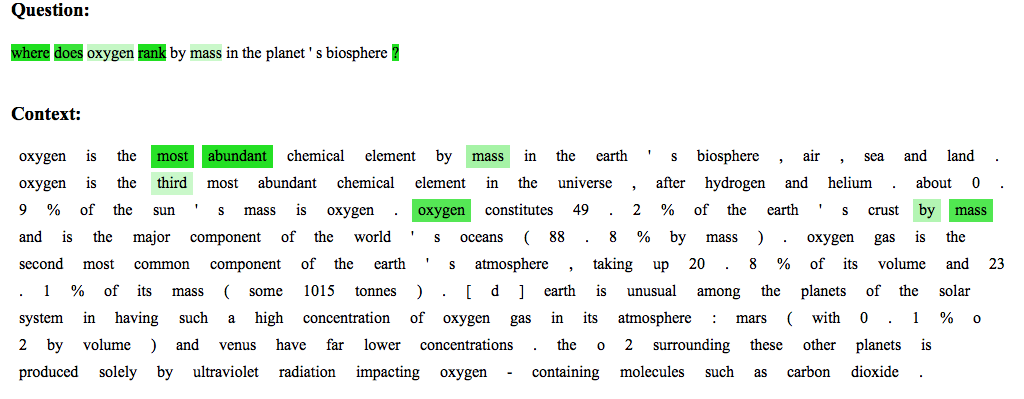 Question:
where does oxygen rank by mass in the planet ' s biosphere ?
Context:
oxygen is the most abundant chemical element by mass in the earth ' s biosphere , air , sea and land .
oxygen is the third most abundant chemical element in the universe , after hydrogen and helium . about 0 .
9 % of the sun ' s mass is oxygen . oxygen constitutes 49 . 2 % of the earth ' s crust by mass
and is the major component of the world ' s oceans ( 88 . 8 % by mass ) . oxygen gas is the
second most common component of the earth ' s atmosphere , taking up 20 . 8 % of its volume and 23
. 1 % of its mass ( some 1015 tonnes ) . [ d ] earth is unusual among the planets of the solar
system in having such a high concentration of oxygen gas in its atmosphere : mars ( with 0 . 1 % o
2 by volume ) and venus have far lower concentrations . the o 2 surrounding these other planets is
produced solely by ultraviolet radiation impacting oxygen - containing molecules such as carbon dioxide .